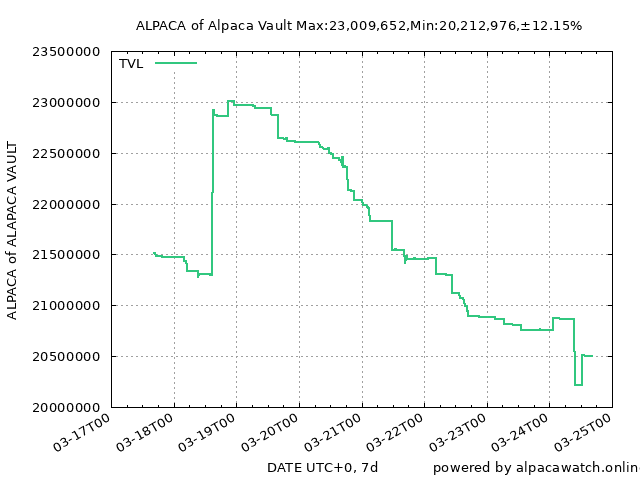 ALPACA of Alpaca Vault Max:23,009,652,Min:20,212,976,±12.15%
23500000
TVL
23000000
22500000
22000000
21500000
21000000
20500000
20000000
ALPACA of ALAPACA VAULT
03-17T00 03-18T00 03-19T00 03-20T00 03-21T00 03-22T00 03-23T00 03-24T00 03-25T00
DATE UTC+0, 7d powered by alpacawatch.onlin